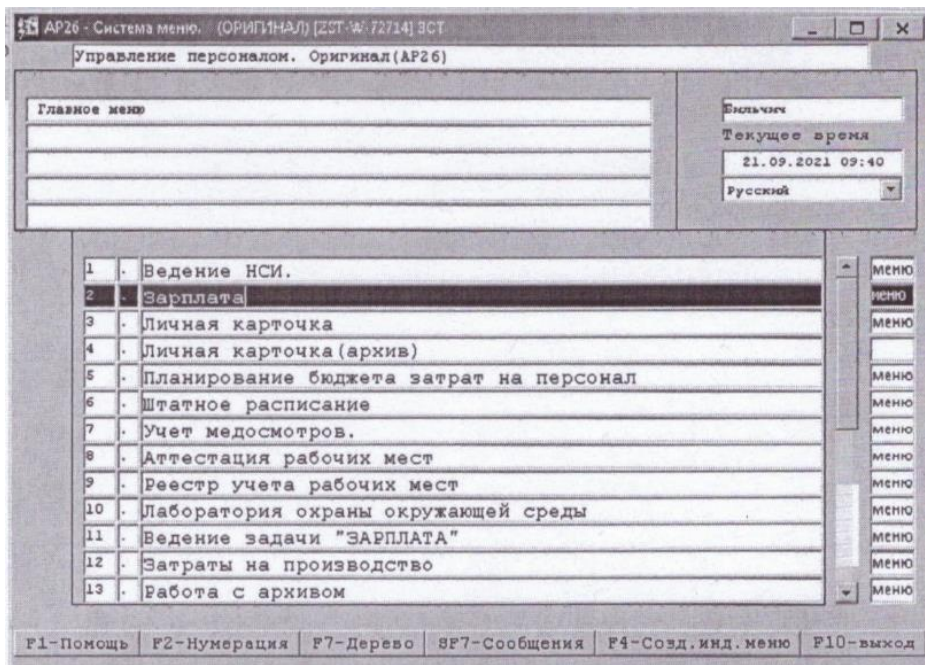 АР26 - Система меню. (ОРИГИНАЛ) [ZST-W-72714] ЗСТ
Управление персоналом. Оригинал(АР26)
Главное меню
Бильчич
Текущее время
21.09.2021 09:40
Русский
1 . Ведение НСИ. меню
2 . Зарплата меню
3 . Личная карточка меню
4 . Личная карточка(архив)
5 . Планирование бюджета затрат на персонал меню
6 . Штатное расписание меню
7 . Учет медосмотров. меню
8 . Аттестация рабочих мест меню
9 . Реестр учета рабочих мест меню
10 . Лаборатория охраны окружающей среды меню
11 . Ведение задачи "ЗАРПЛАТА" меню
12 . Затраты на производство меню
13 . Работа с архивом меню
F1-Помощь F2-Нумерация F7-Дерево SF7-Сообщения F4-Созд.инд.меню F10-выход